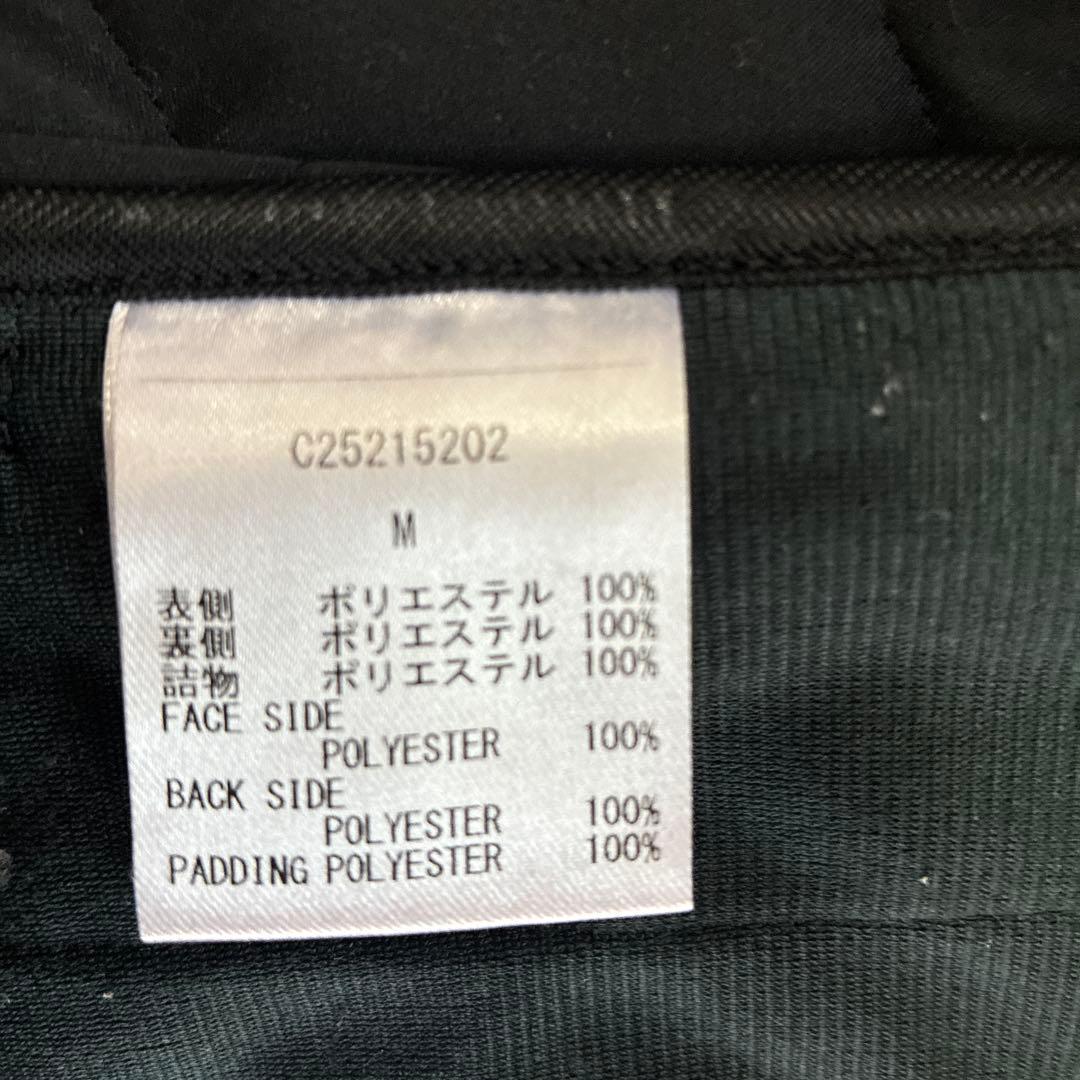 C25215202
M
表側 ポリエステル 100%
裏側 ポリエステル 100%
詰物 ポリエステル 100%
FACE SIDE
POLYESTER 100%
BACK SIDE
POLYESTER 100%
PADDING POLYESTER 100%